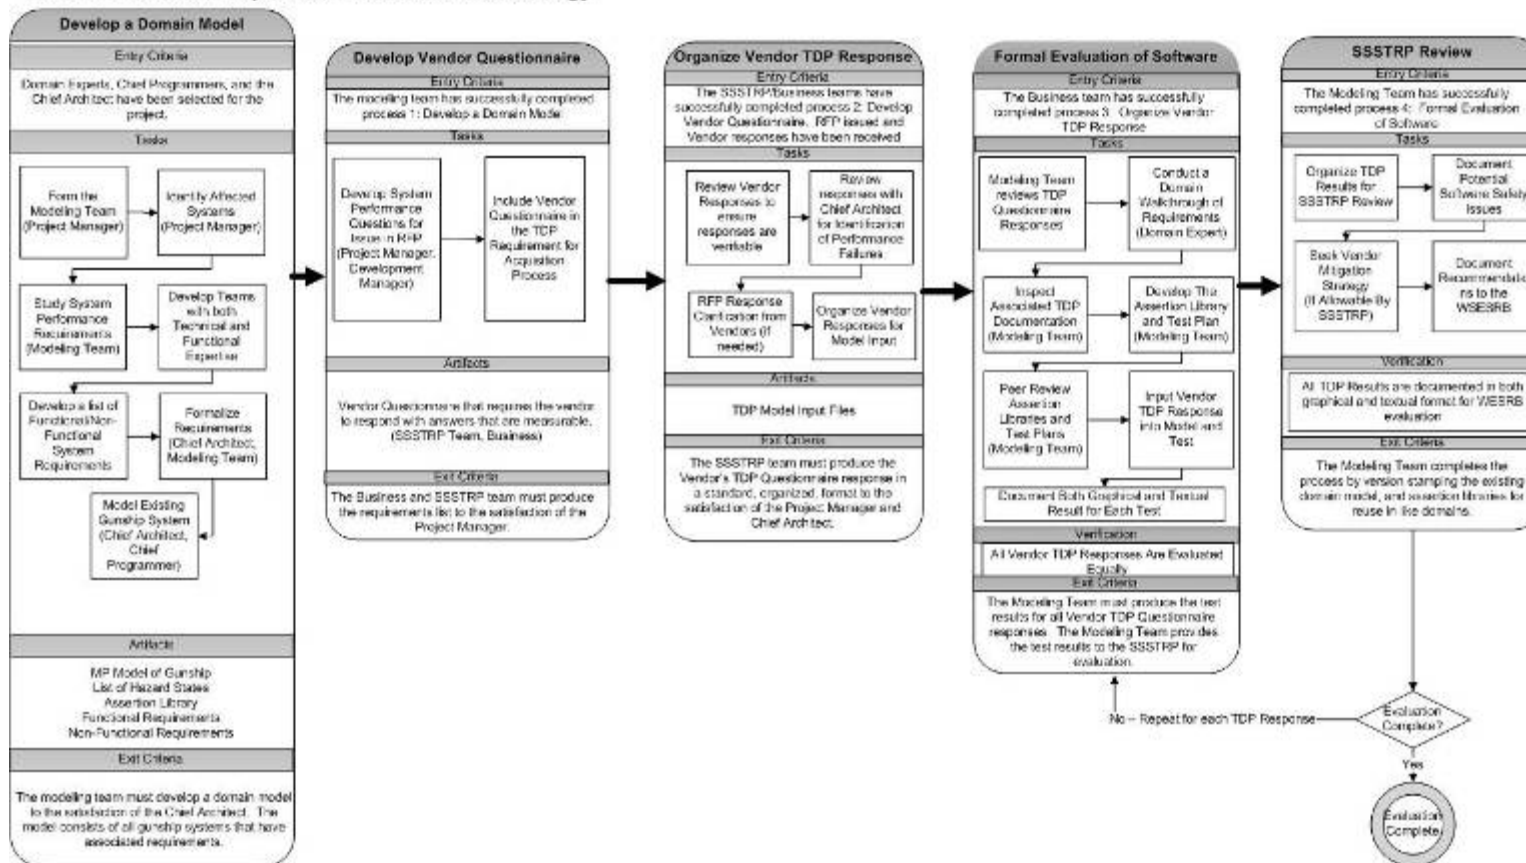 Develop a Domain Model
Entry Criteria
Domain Experts, Chief Programmers, and the
Chief Architect have been selected for the
project.
Tasks
Form the
Modeling Team
(Project Manager)
Identify Affected
Systems
(Project Manager)
Study System
Performance
Requirements
(Modeling Team)
Develop Teams
with both
Technical and
Functional
Expertise
Develop a list of
Functional/Non-
Functional
System
Requirements
Formalize
Requirements
(Chief Architect,
Modeling Team)
Model Existing
Gunship System
(Chief Architect,
Chief
Programmer)
Artifacts
MP Model of Gunship
List of Hazard States
Assertion Library
Functional Requirements
Non-Functional Requirements
Exit Criteria
The modeling team must develop a domain model
to the satisfaction of the Chief Architect. The
model consists of all gunship systems that have
associated requirements.
Develop Vendor Questionnaire
Entry Criteria
The modeling team has successfully completed
process 1: Develop a Domain Model
Tasks
Develop System
Performance
Questions for
Issue in RFP
(Project Manager,
Development
Manager)
Include Vendor
Questionnaire in
the TDP
Requirement for
Acquisition
Process
Artifacts
Vendor Questionnaire that requires the vendor
to respond with answers that are measurable.
(SSSTRP Team, Business)
Exit Criteria
The Business and SSSTRP team must produce
the requirements list to the satisfaction of the
Project Manager.
Organize Vendor TDP Response
Entry Criteria
The SSSTRP/Business teams have
successfully completed process 2: Develop
Vendor Questionnaire. RFP issued and
Vendor responses have been received
Tasks
Review Vendor
Responses to
ensure
responses are
verifiable
Review
responses with
Chief Architect
for Identification
of Performance
Failures
RFP Response
Clarification from
Vendors (if
needed)
Organize Vendor
Responses for
Model Input
Artifacts
TDP Model Input Files
Exit Criteria
The SSSTRP team must produce the
Vendor's TDP Questionnaire response in
a standard, organized, format to the
satisfaction of the Project Manager and
Chief Architect.
Formal Evaluation of Software
Entry Criteria
The Business team has successfully
completed process 3: Organize Vendor
TDP Response
Tasks
Modeling Team
reviews TDP
Questionnaire
Responses
Conduct a
Domain
Walkthrough of
Requirements
(Domain Expert)
Inspect
Associated TDP
Documentation
(Modeling Team)
Develop The
Assertion Library
and Test Plan
(Modeling Team)
Peer Review
Assertion
Libraries and
Test Plans
(Modeling Team)
Input Vendor
TDP Response
into Model and
Test
Document Both Graphical and Textual
Result for Each Test
Verification
All Vendor TDP Responses Are Evaluated
Equally
Exit Criteria
The Modeling Team must produce the test
results for all Vendor TDP Questionnaire
responses. The Modeling Team provides
the test results to the SSSTRP for
evaluation.
SSSTRP Review
Entry Criteria
The Modeling Team has successfully
completed process 4: Formal Evaluation
of Software
Tasks
Organize TDP
Results for
SSSTRP Review
Document
Potential
Software Safety
Issues
Seek Vendor
Mitigation
Strategy
(If Allowable By
SSSTRP)
Document
Recommendatio
ns to the
WSESRB
Verification
All TDP Results are documented in both
graphical and textual format for WESRB
evaluation
Exit Criteria
The Modeling Team completes the
process by version stamping the existing
domain model, and assertion libraries for
reuse in like domains.
Evaluation
Complete?
No – Repeat for each TDP Response
Yes
Evaluation
Complete